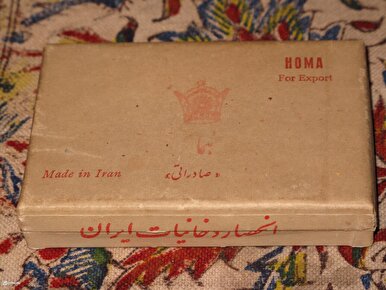 HOMA
For Export
هما
Made in Iran
«صادراتی»
انحصار دخانیات ایران